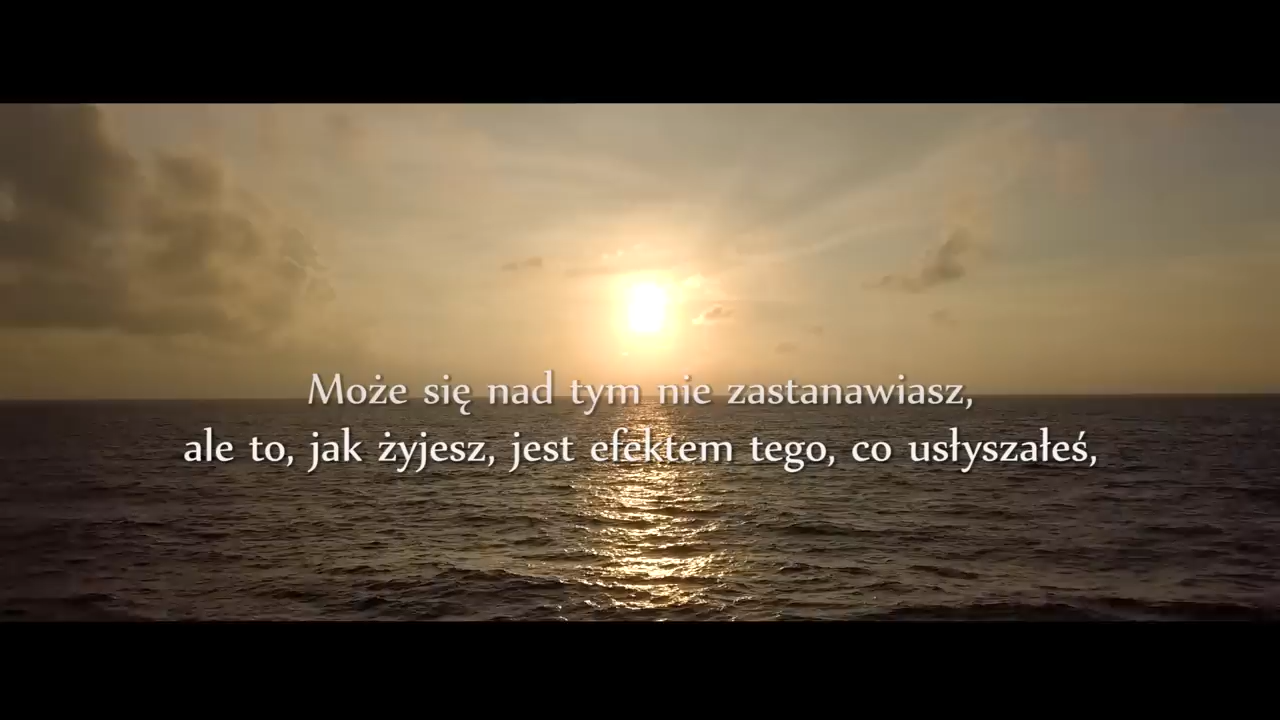 Może się nad tym nie zastanawiasz,
ale to, jak żyjesz, jest efektem tego, co usłyszałeś,